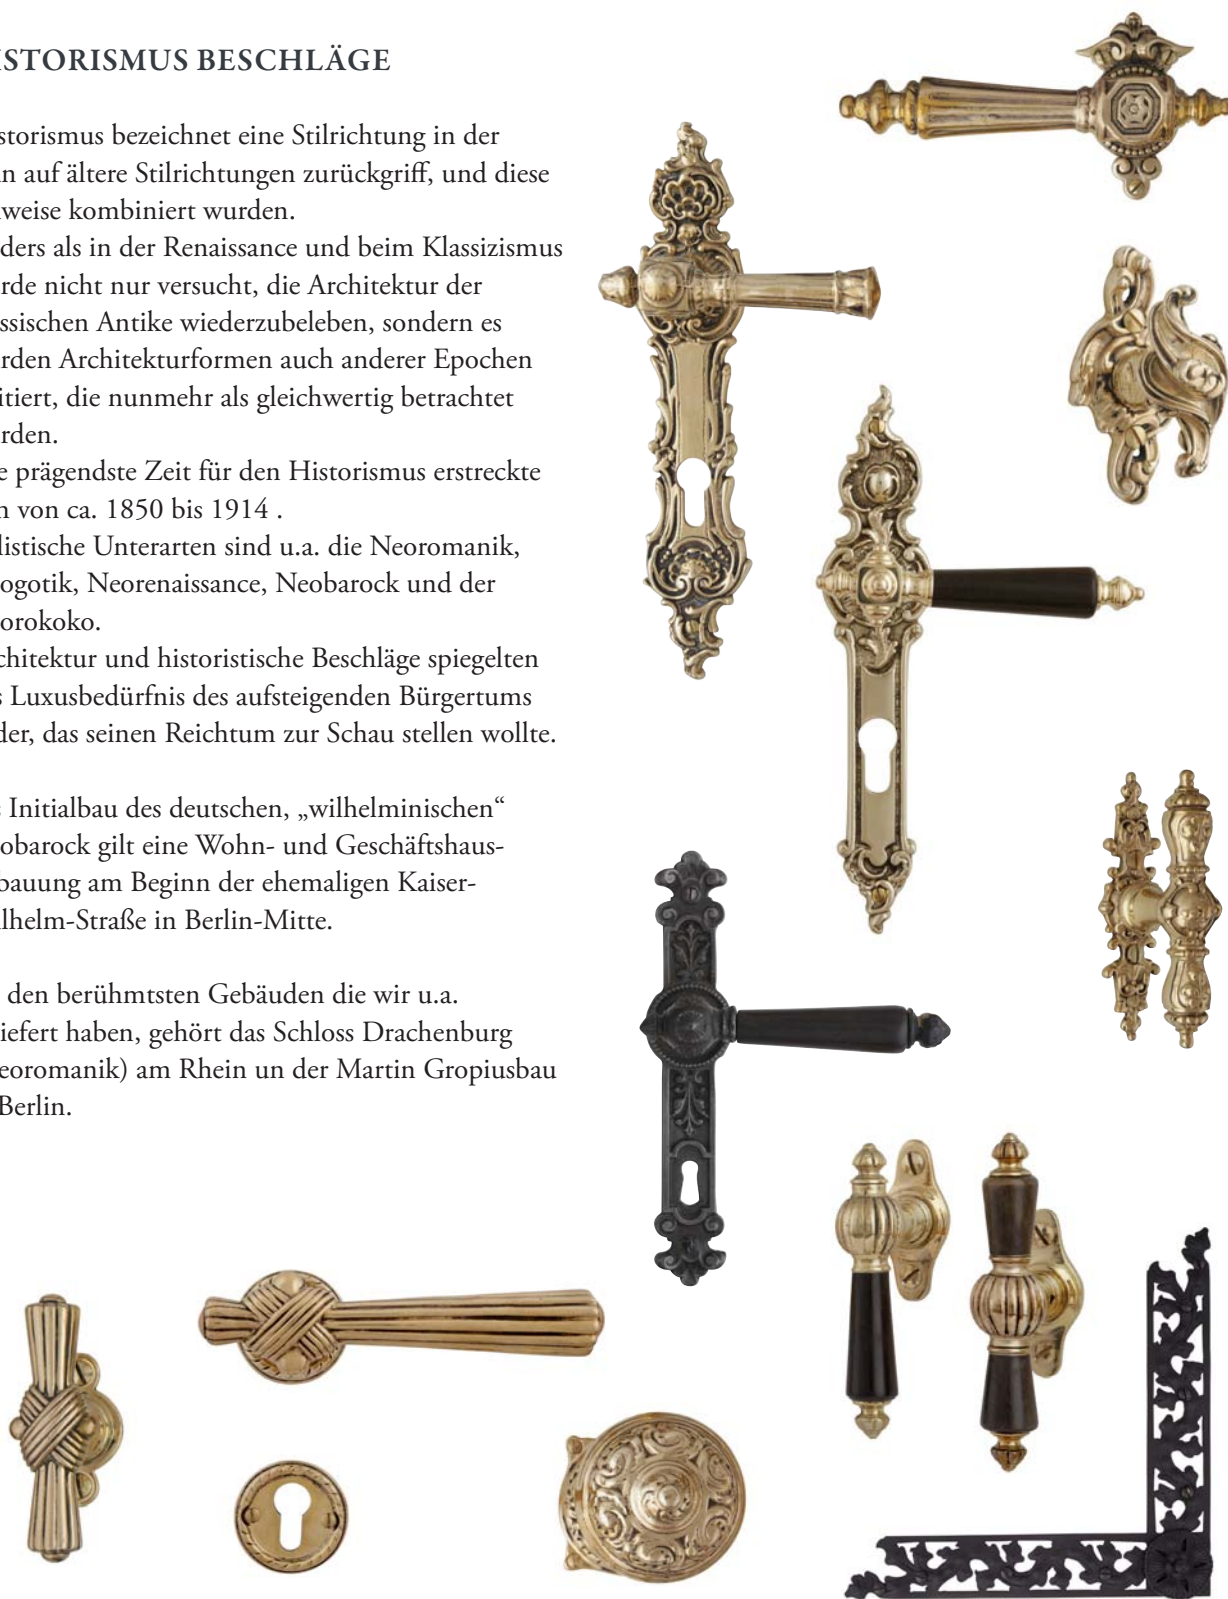 ISTORISMUS BESCHLÄGE
storismus bezeichnet eine Stilrichtung in der
n auf ältere Stilrichtungen zurückgriff, und diese
lweise kombiniert wurden.
ders als in der Renaissance und beim Klassizismus
rde nicht nur versucht, die Architektur der
ssischen Antike wiederzubeleben, sondern es
rden Architekturformen auch anderer Epochen
itiert, die nunmehr als gleichwertig betrachtet
rden.
e prägendste Zeit für den Historismus erstreckte
h von ca. 1850 bis 1914 .
listische Unterarten sind u.a. die Neoromanik,
ogotik, Neorenaissance, Neobarock und der
orokoko.
chitektur und historistische Beschläge spiegelten
s Luxusbedürfnis des aufsteigenden Bürgertums
der, das seinen Reichtum zur Schau stellen wollte.
s Initialbau des deutschen, „wilhelminischen“
obarock gilt eine Wohn- und Geschäftshaus-
bauung am Beginn der ehemaligen Kaiser-
lhelm-Straße in Berlin-Mitte.
den berühmtsten Gebäuden die wir u.a.
iefert haben, gehört das Schloss Drachenburg
eoromanik) am Rhein un der Martin Gropiusbau
Berlin.